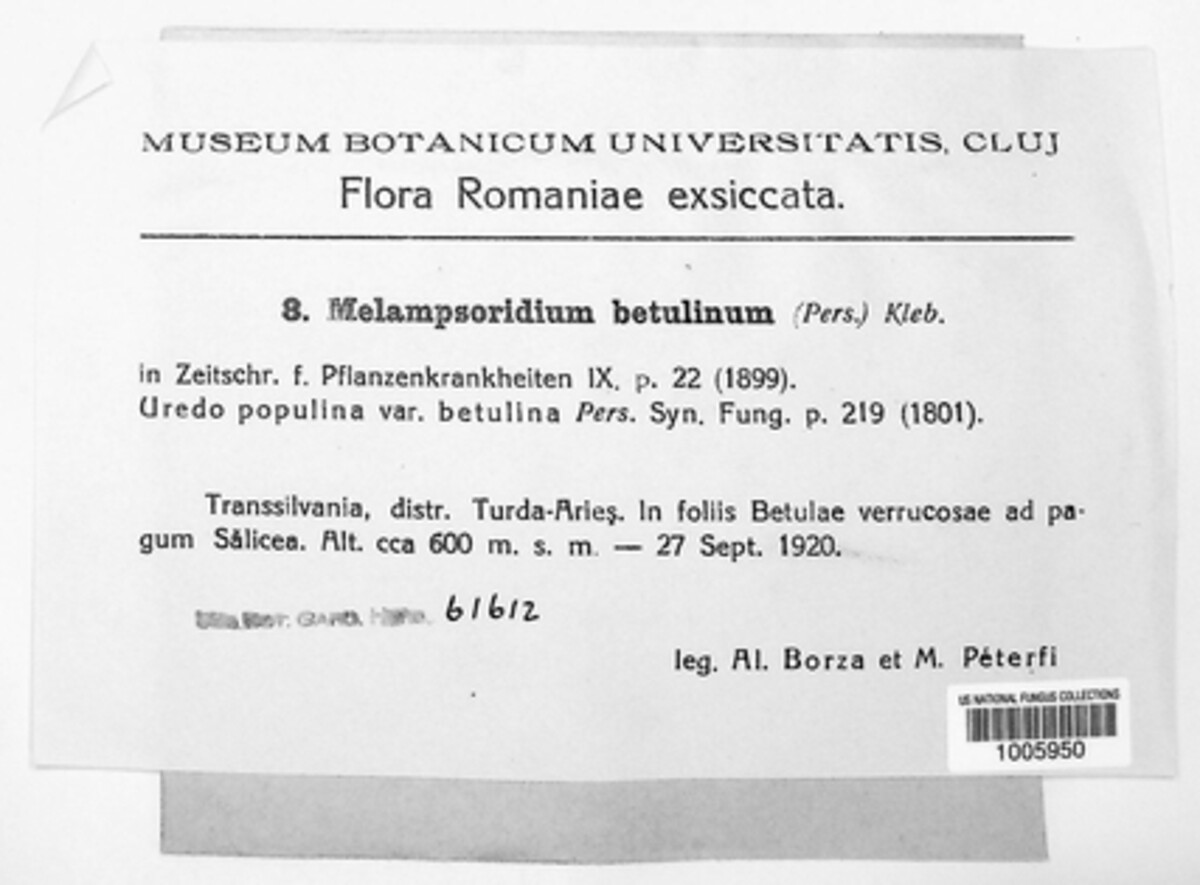 MUSEUM BOTANICUM UNIVERSITATIS, CLUJ
Flora Romaniae exsiccata.
8. Melampsoridium betulinum (Pers.) Kleb.
in Zeitschr. f. Pflanzenkrankheiten IX. p. 22 (1899).
Uredo populina var. betulina Pers. Syn. Fung. p. 219 (1801).
Transsilvania, distr. Turda-Arieş. In foliis Betulae verrucosae ad pa-
gum Sălicea. Alt. cca 600 m. s. m. — 27 Sept. 1920.
GARD. 61612
leg. Al. Borza et M. Péterfi
US NATIONAL FUNGUS COLLECTIONS
1005950